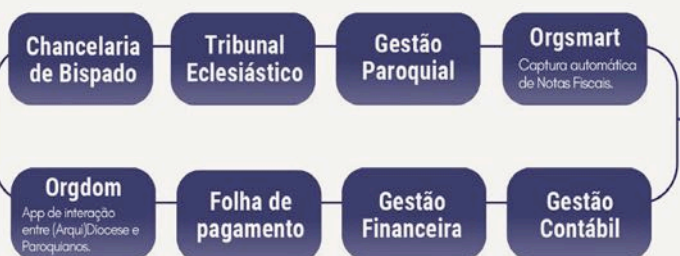 Chancelaria
de Bispado
Tribunal
Eclesiástico
Gestão
Paroquial
Orgsmart
Captura automática
de Notas Fiscais.
Orgdom
App de interação
entre (Arqui)Diocese e
Paroquianos.
Folha de
pagamento
Gestão
Financeira
Gestão
Contábil